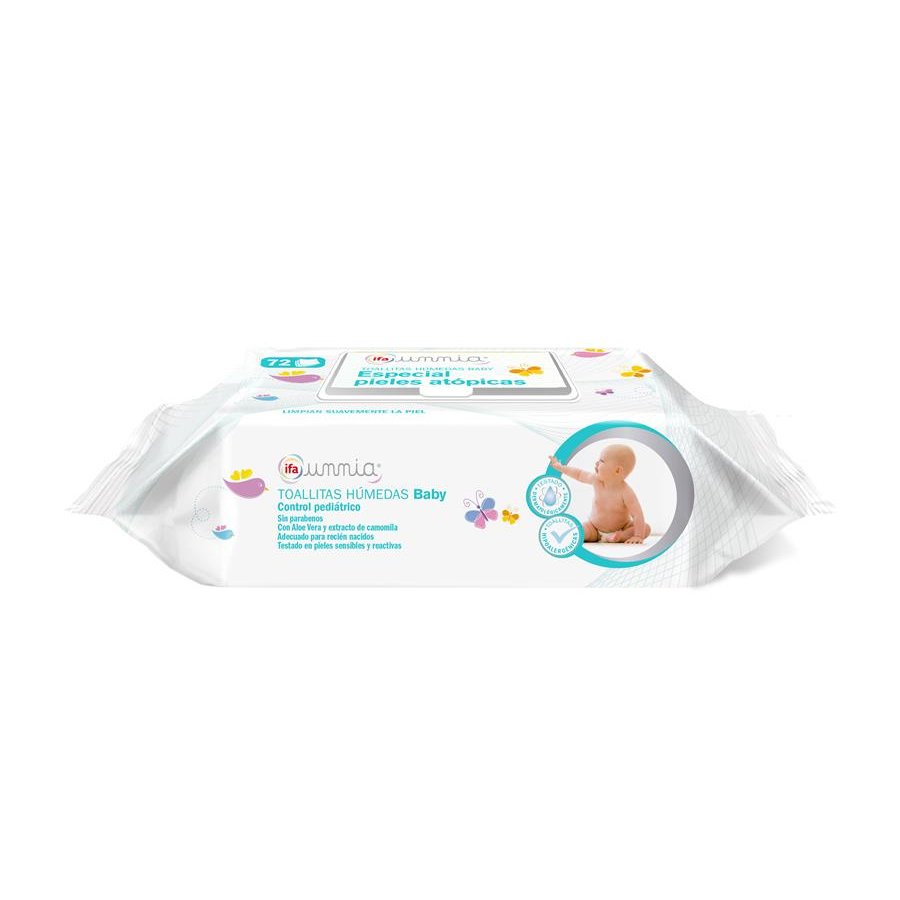 72
ifa unnia®
TOALLITAS HÚMEDAS BABY
Especial
pieles atópicas
LIMPIAN SUAVEMENTE LA PIEL
ifa unnia®
TOALLITAS HÚMEDAS Baby
Control pediátrico
Sin parabenos
Con Aloe Vera y extracto de camomila
Adecuado para recién nacidos
Testado en pieles sensibles y reactivas
TESTADO DERMATOLÓGICAMENTE
TOALLITAS HIPOALERGÉNICAS